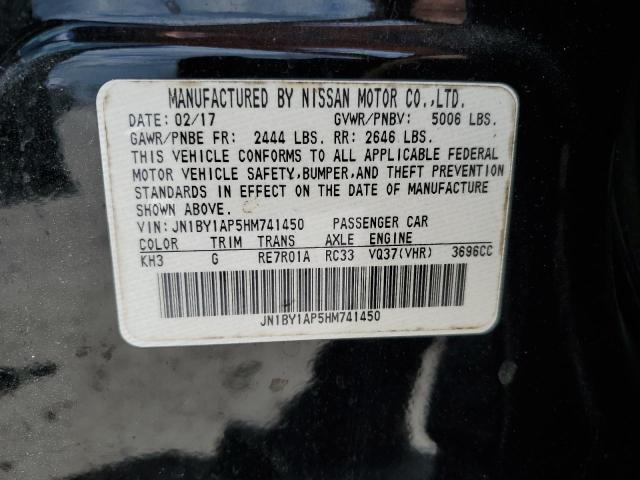 MANUFACTURED BY NISSAN MOTOR CO.,LTD.
DATE: 02/17 GVWR/PNBV: 5006 LBS.
GAWR/PNBE FR: 2444 LBS. RR: 2646 LBS.
THIS VEHICLE CONFORMS TO ALL APPLICABLE FEDERAL
MOTOR VEHICLE SAFETY,BUMPER,AND THEFT PREVENTION
STANDARDS IN EFFECT ON THE DATE OF MANUFACTURE
SHOWN ABOVE.
VIN: JN1BY1AP5HM741450 PASSENGER CAR
COLOR TRIM TRANS AXLE ENGINE
KH3 G RE7R01A RC33 VQ37(VHR) 3696CC
JN1BY1AP5HM741450